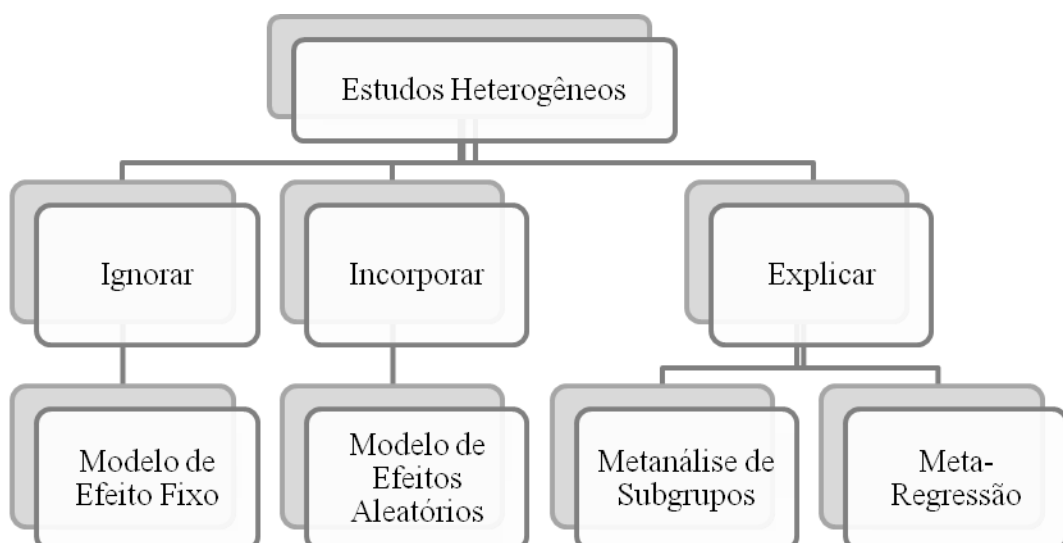 Estudos Heterogêneos
Ignorar
Incorporar
Explicar
Modelo de
Efeito Fixo
Modelo de
Efeitos
Aleatórios
Metanálise de
Subgrupos
Meta-
Regressão